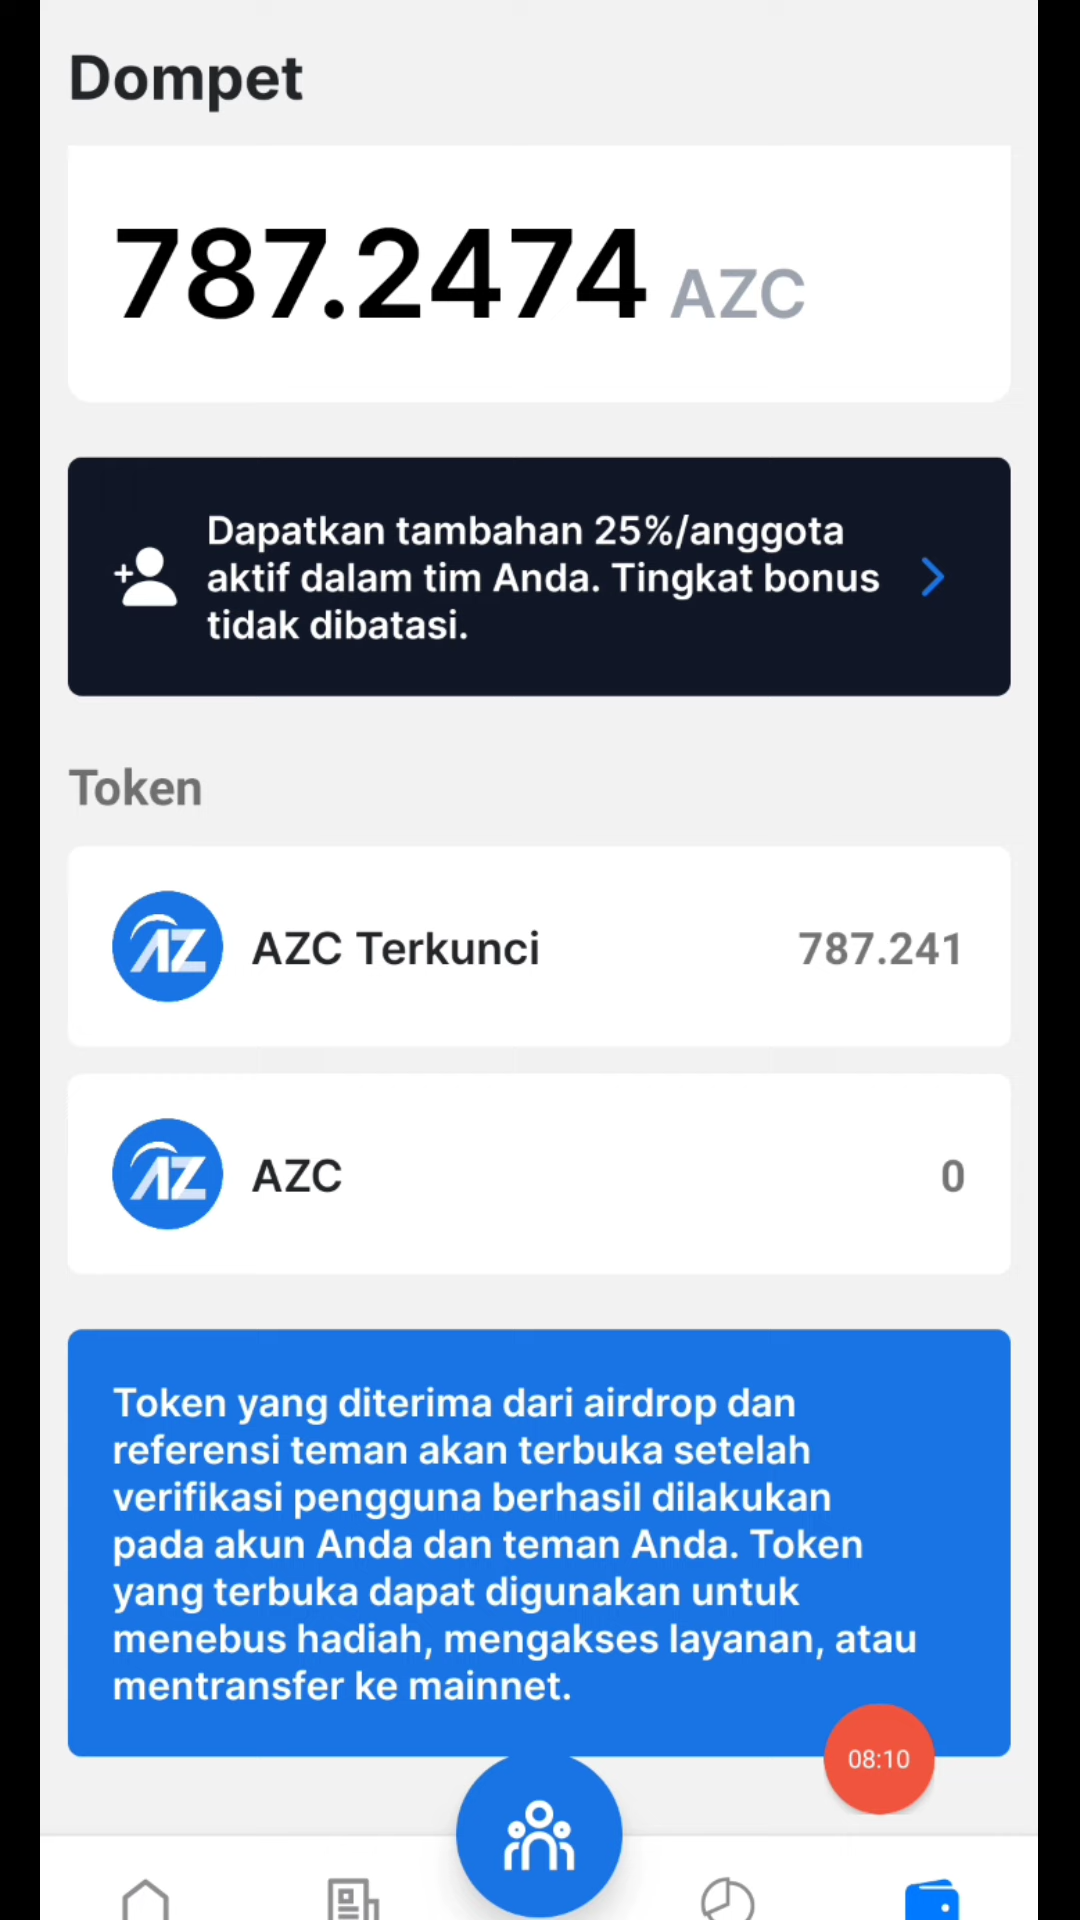 Dompet
787.2474 AZC
Dapatkan tambahan 25%/anggota
aktif dalam tim Anda. Tingkat bonus
tidak dibatasi.
Token
AZ
AZC Terkunci 787.241
AZ
AZC 0
Token yang diterima dari airdrop dan
referensi teman akan terbuka setelah
verifikasi pengguna berhasil dilakukan
pada akun Anda dan teman Anda. Token
yang terbuka dapat digunakan untuk
menebus hadiah, mengakses layanan, atau
mentransfer ke mainnet.
08:10